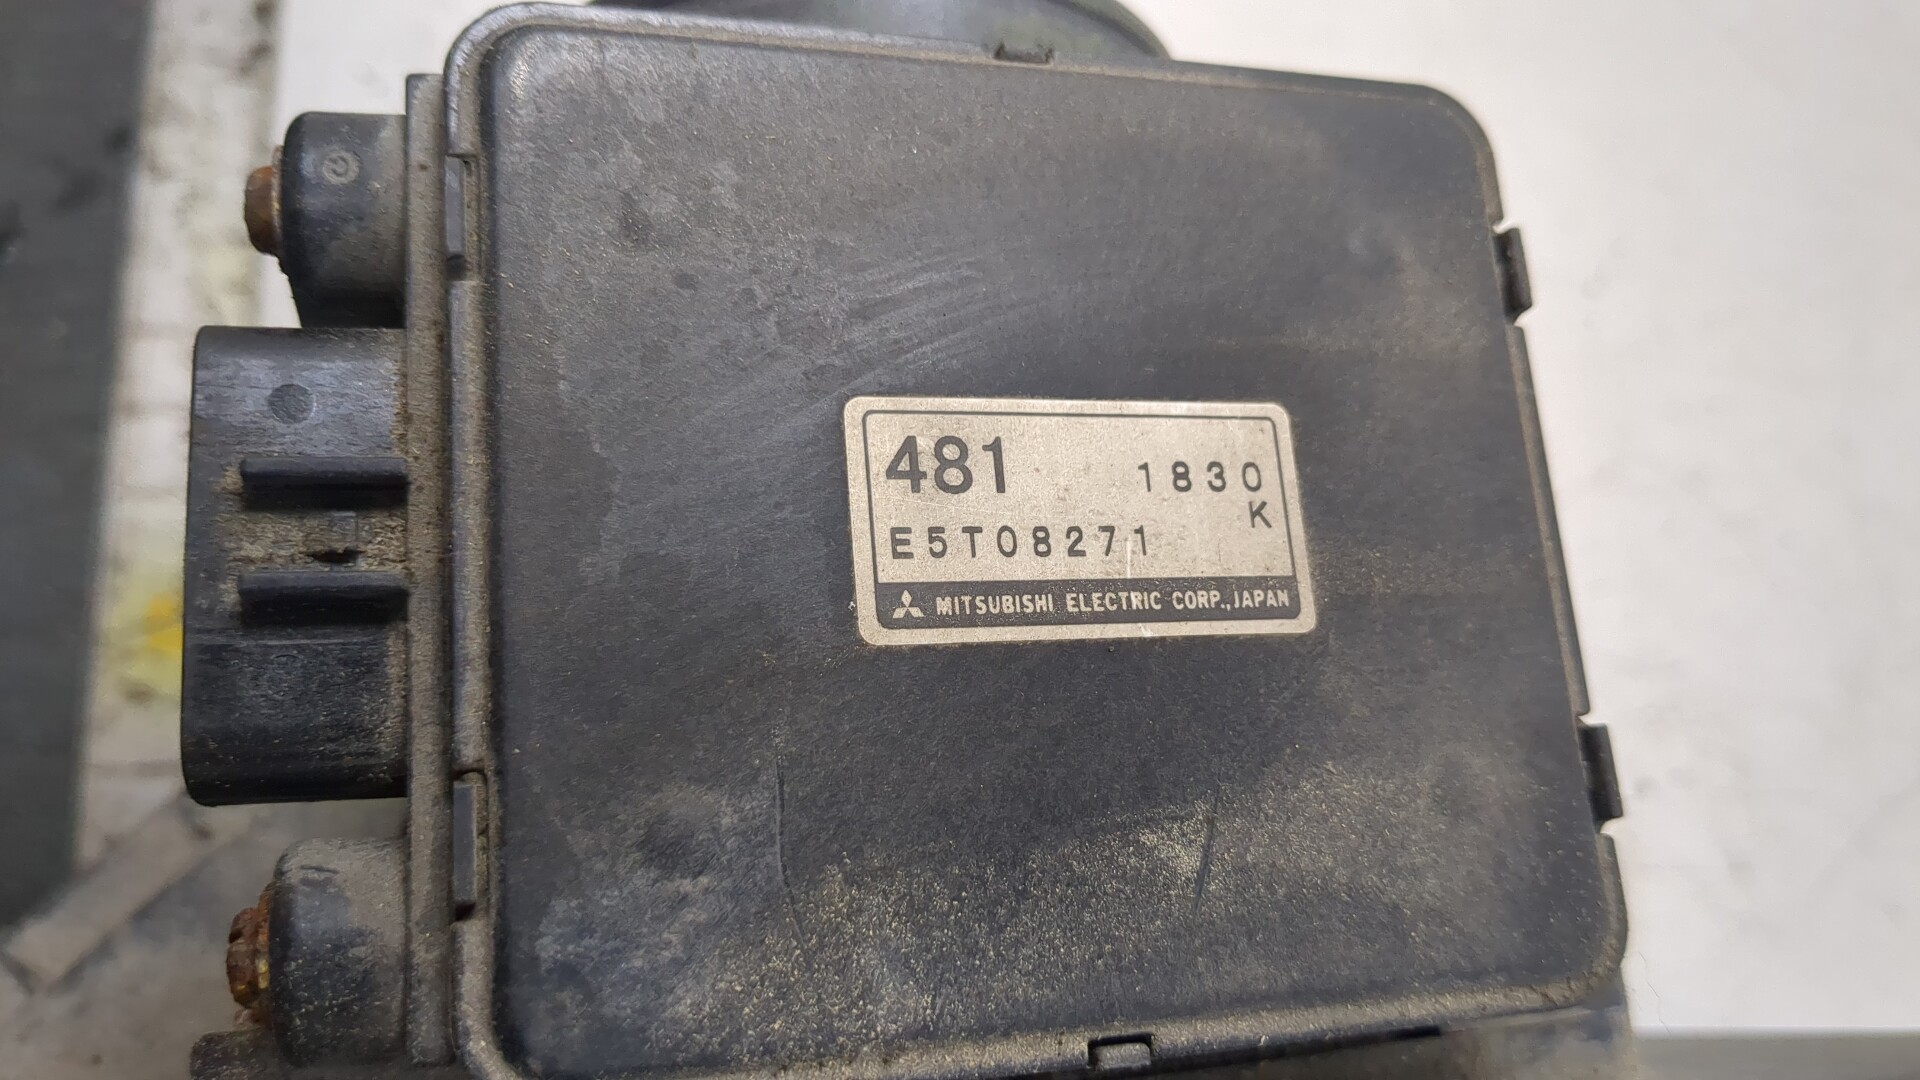 481 1830
K
E5T08271
MITSUBISHI ELECTRIC CORP., JAPAN